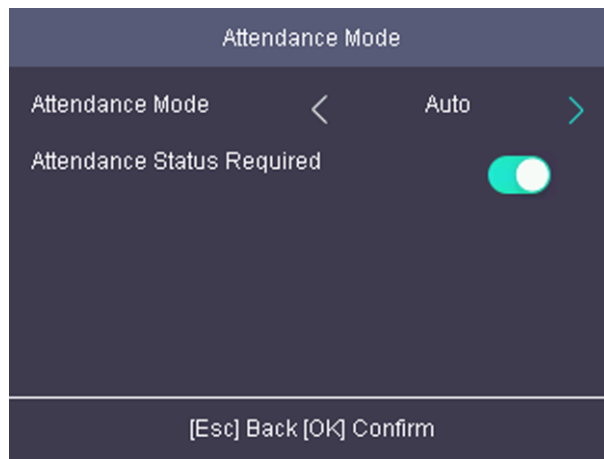 Attendance Mode
Attendance Mode < Auto >
Attendance Status Required
[Esc] Back [OK] Confirm